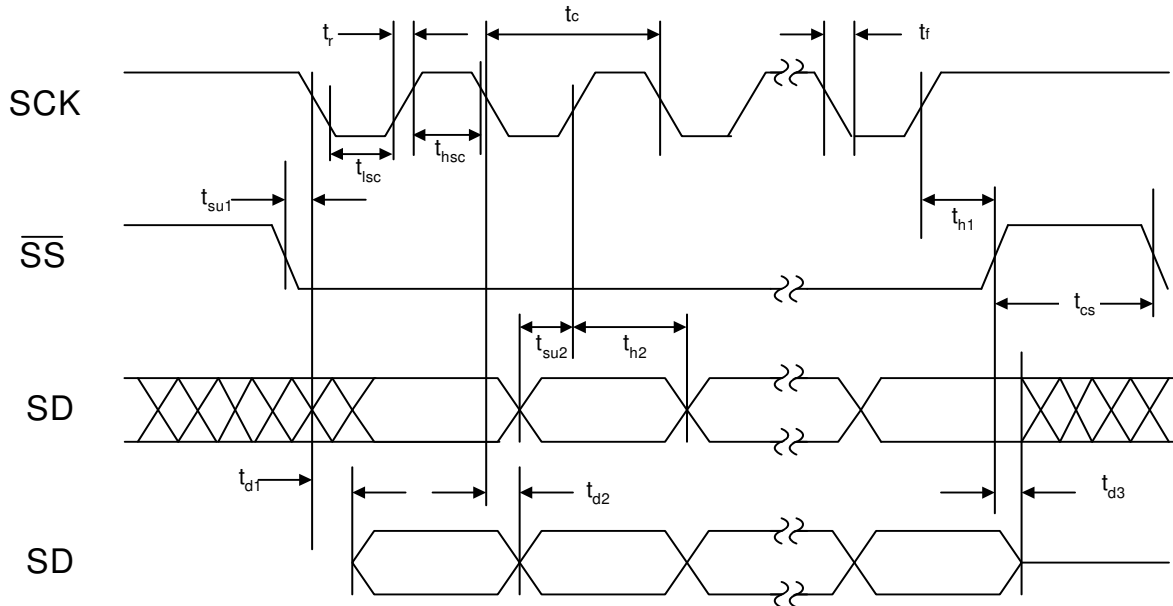 t_r
t_c
t_f
SCK
t_lsc
t_hsc
t_su1
t_h1
SS
t_cs
t_su2
t_h2
SD
t_d1
t_d2
t_d3
SD